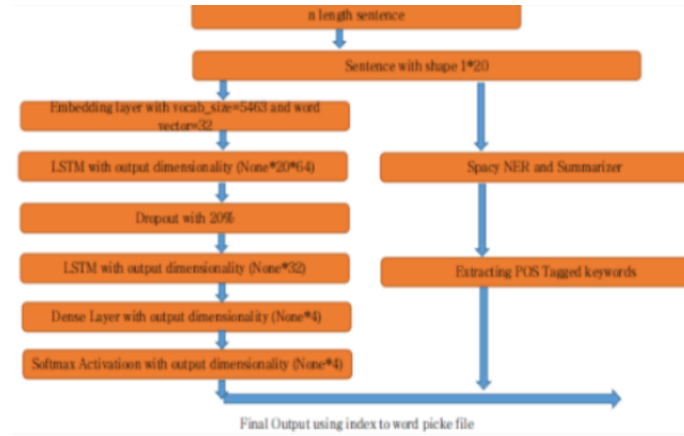 n length sentence
Sentence with shape 1*20
Embedding layer with vocab_size=5463 and word
vector=32
LSTM with output dimensionality (None*20*64)
Dropout with 20%
LSTM with output dimensionality (None*32)
Dense Layer with output dimensionality (None*4)
Softmax Activatioon with output dimensionality (None*4)
Spacy NER and Summarizer
Extracting POS Tagged keywords
Final Output using index to word picke file